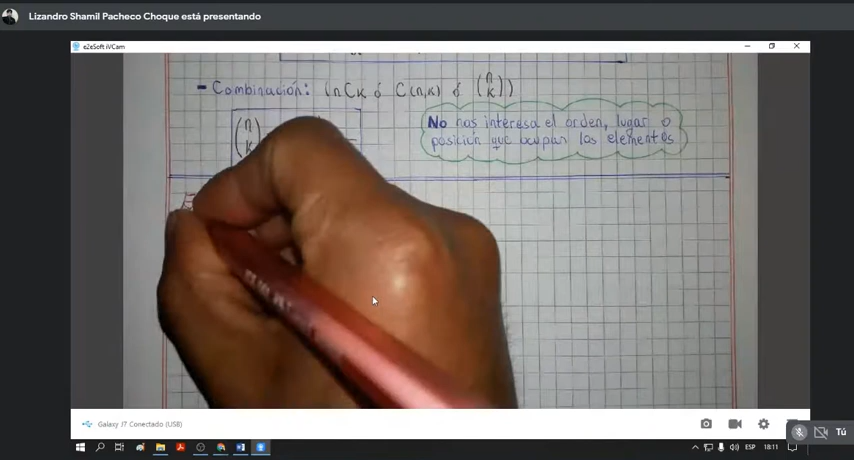 Lizandro Shamil Pacheco Choque está presentando
e2eSoft iVCam
- Combinación: (nCk ó C(n,k) ó (n k))
(n k)
No nos interesa el orden, lugar o
posición que ocupan los elementos
Galaxy J7 Conectado (USB)
Tú
ESP
18:11